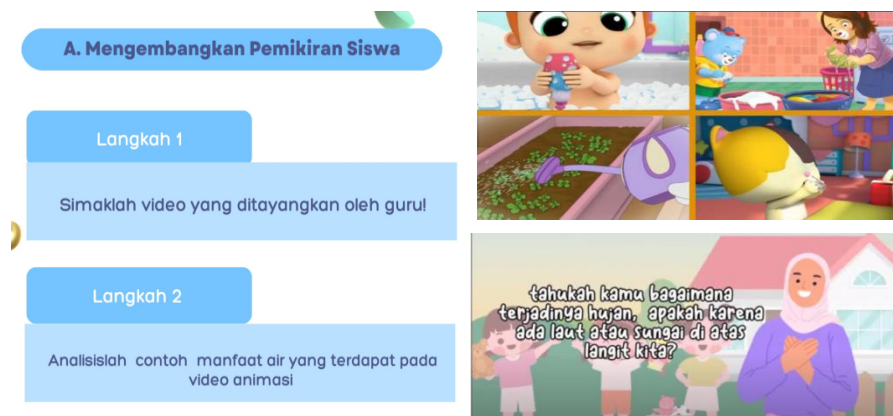 A. Mengembangkan Pemikiran Siswa
Langkah 1
Simaklah video yang ditayangkan oleh guru!
Langkah 2
Analisislah contoh manfaat air yang terdapat pada
video animasi
tahukah kamu bagaimana
terjadinya hujan, apakah karena
ada laut atau sungai di atas
langit kita?